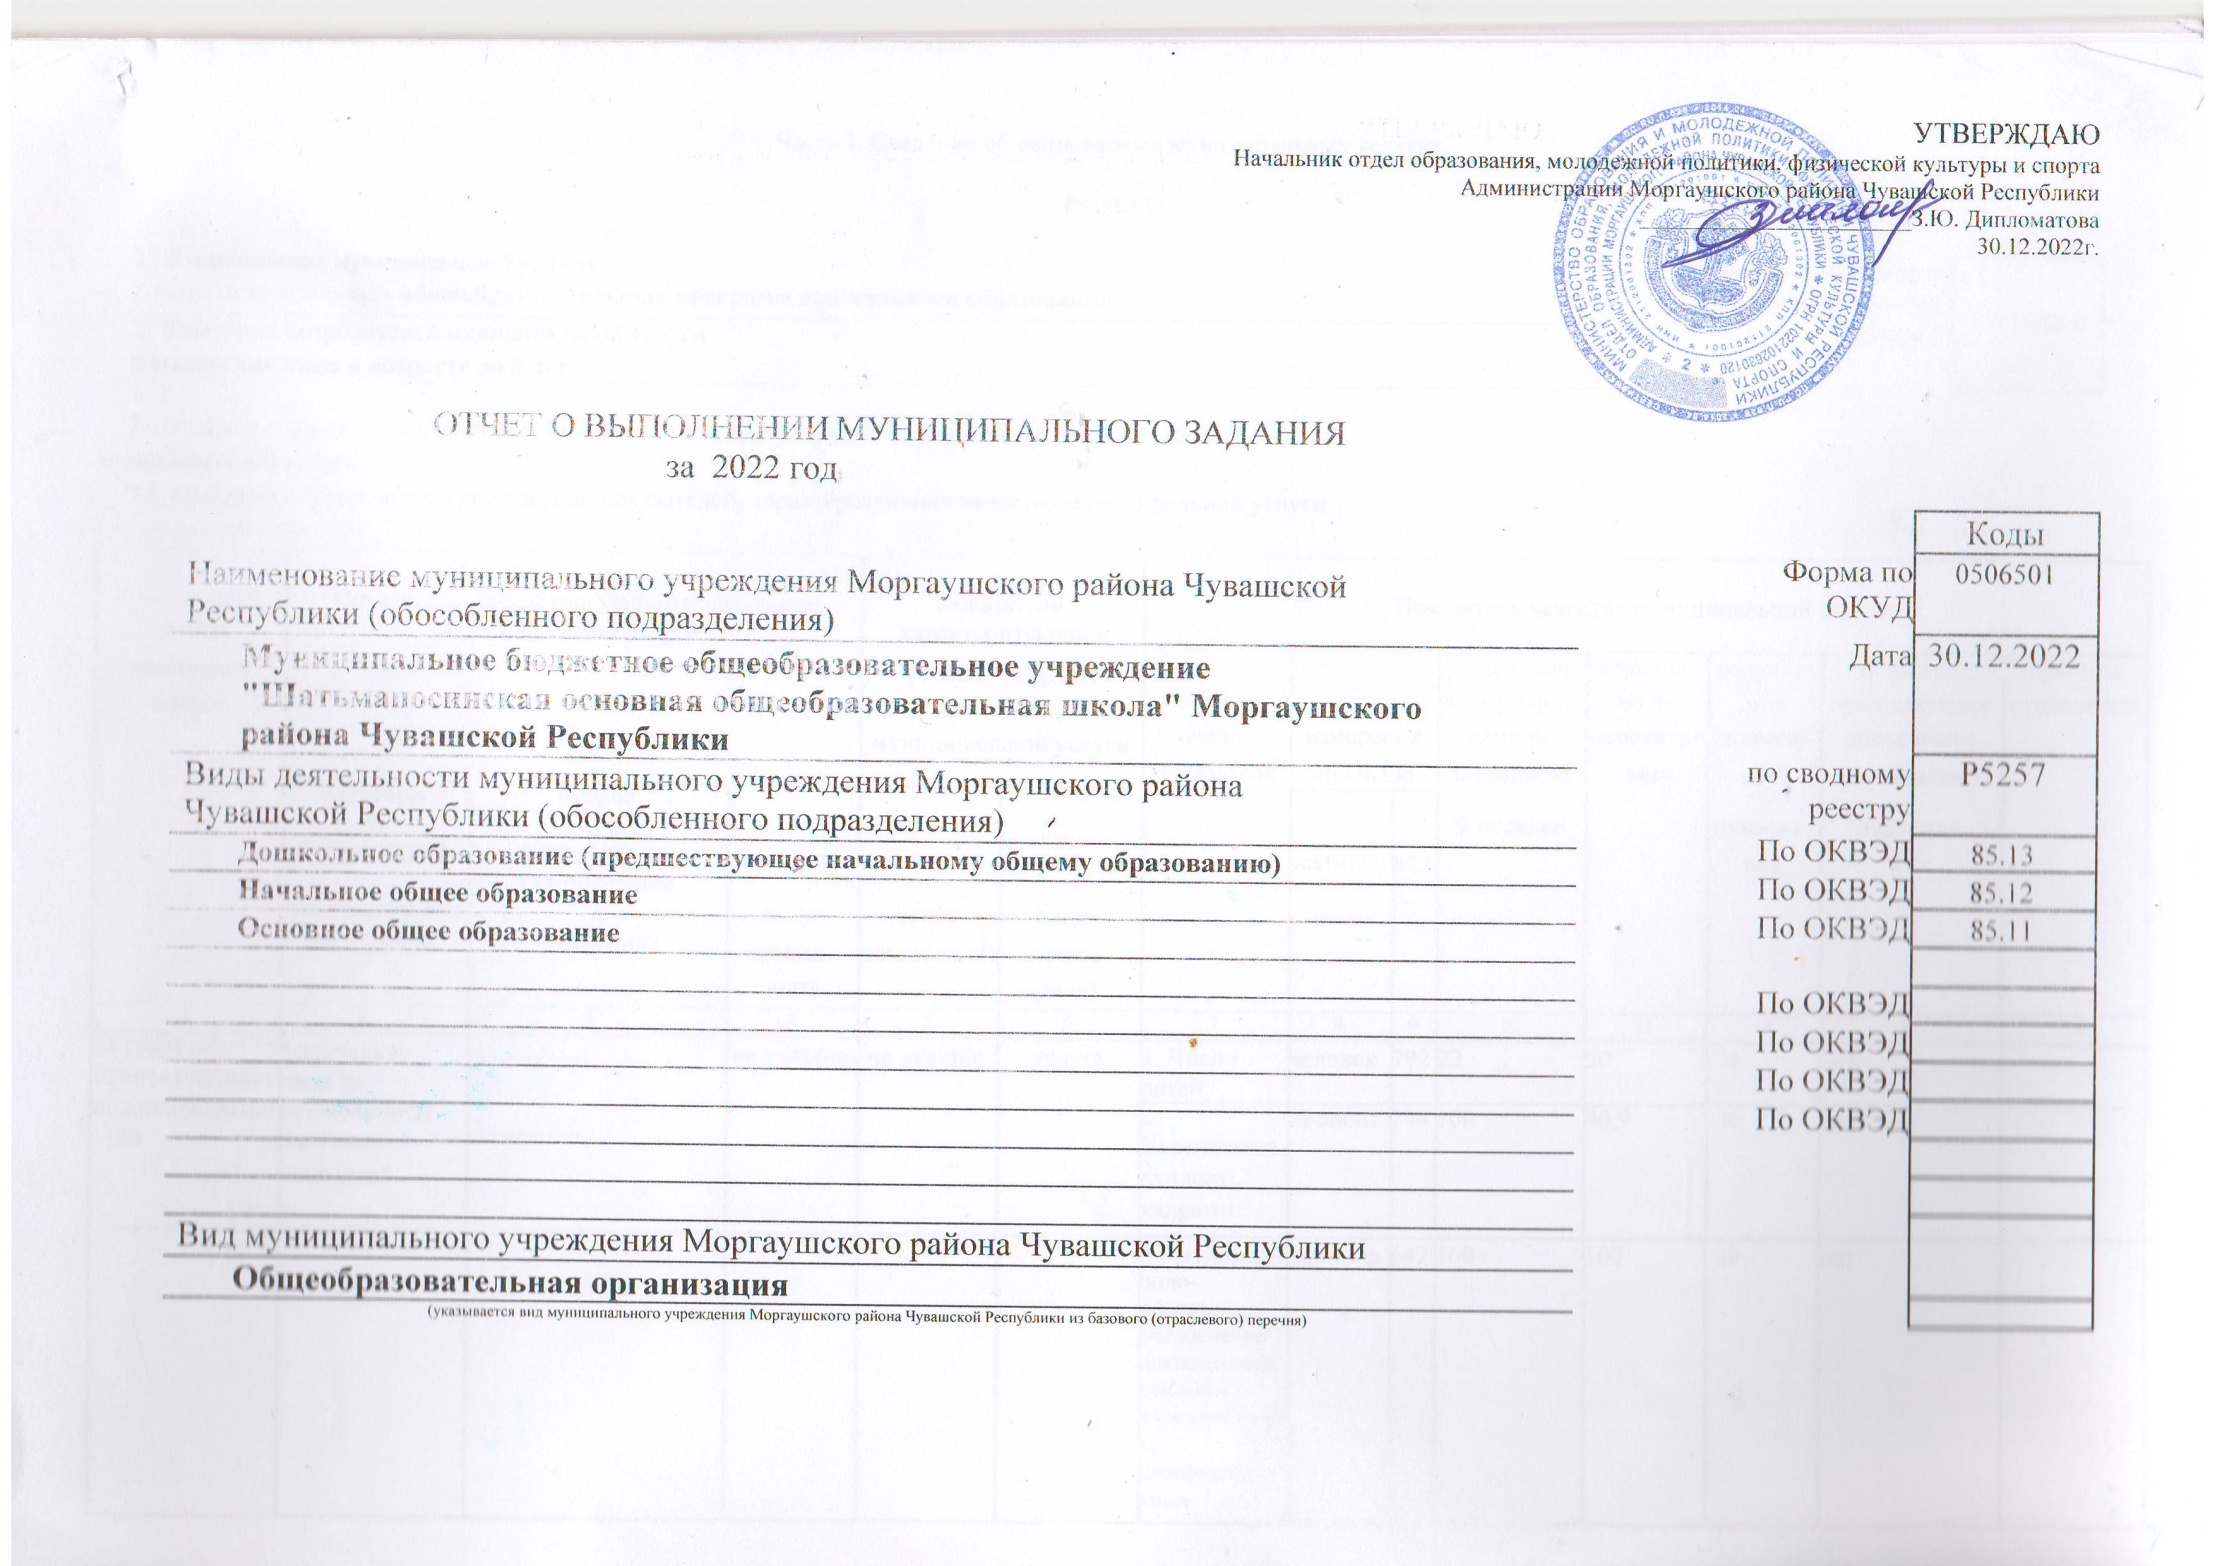 УТВЕРЖДАЮ
Начальник отдел образования, молодежной политики, физической культуры и спорта
Администрации Моргаушского района Чувашской Республики
З.Ю. Дипломатова
30.12.2022г.
ОТЧЕТ О ВЫПОЛНЕНИИ МУНИЦИПАЛЬНОГО ЗАДАНИЯ
за 2022 год
Коды
Наименование муниципального учреждения Моргаушского района Чувашской
Республики (обособленного подразделения)
Форма по
ОКУД
0506501
Муниципальное бюджетное общеобразовательное учреждение
"Шатьмапосинская основная общеобразовательная школа" Моргаушского
района Чувашской Республики
Дата 30.12.2022
Виды деятельности муниципального учреждения Моргаушского района
Чувашской Республики (обособленного подразделения)
по сводному
реестру
Р5257
Дошкольное образование (предшествующее начальному общему образованию)
По ОКВЭД 85.13
Начальное общее образование
По ОКВЭД 85.12
Основное общее образование
По ОКВЭД 85.11
По ОКВЭД
По ОКВЭД
По ОКВЭД
По ОКВЭД
Вид муниципального учреждения Моргаушского района Чувашской Республики
Общеобразовательная организация
(указывается вид муниципального учреждения Моргаушского района Чувашской Республики из базового (отраслевого) перечня)